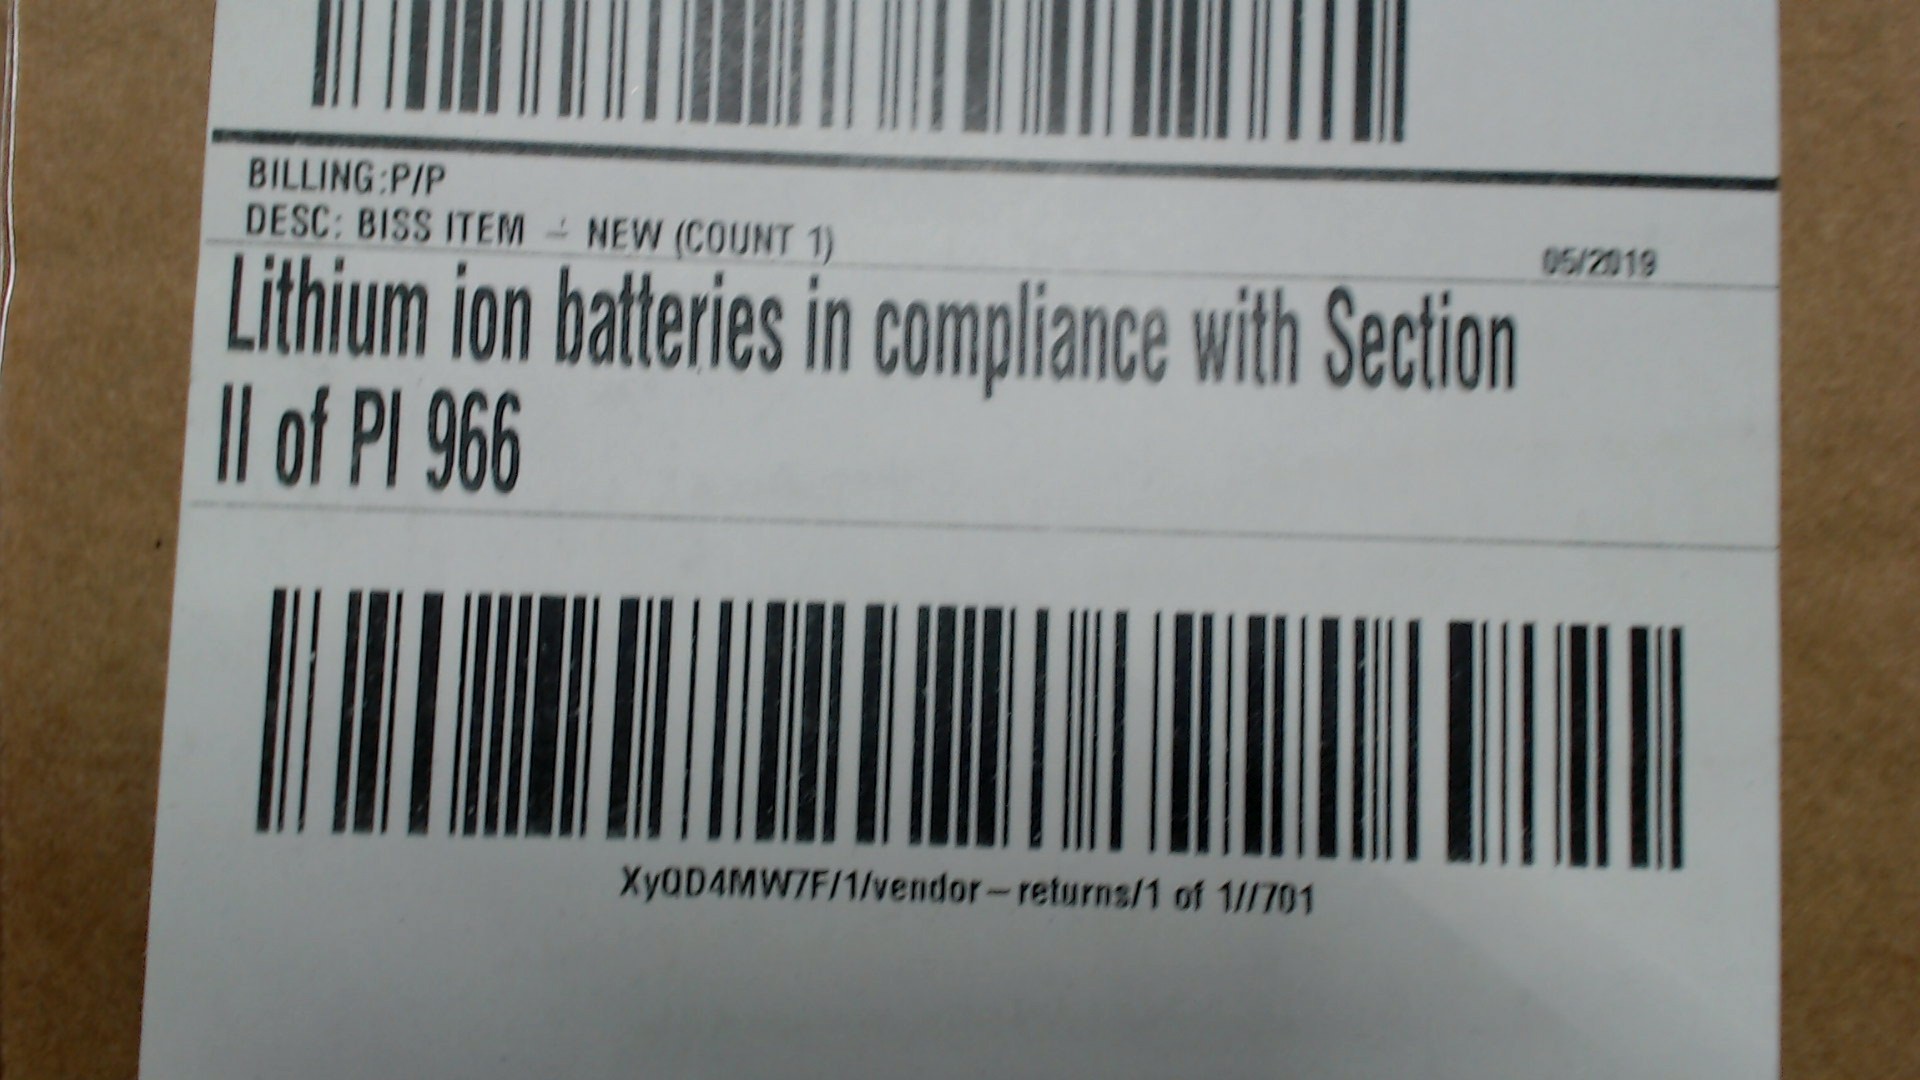 BILLING:P/P
DESC: BISS ITEM - NEW (COUNT 1)
05/2019
Lithium ion batteries in compliance with Section
II of PI 966
XyQD4MW7F/1/vendor-returns/1 of 1//701